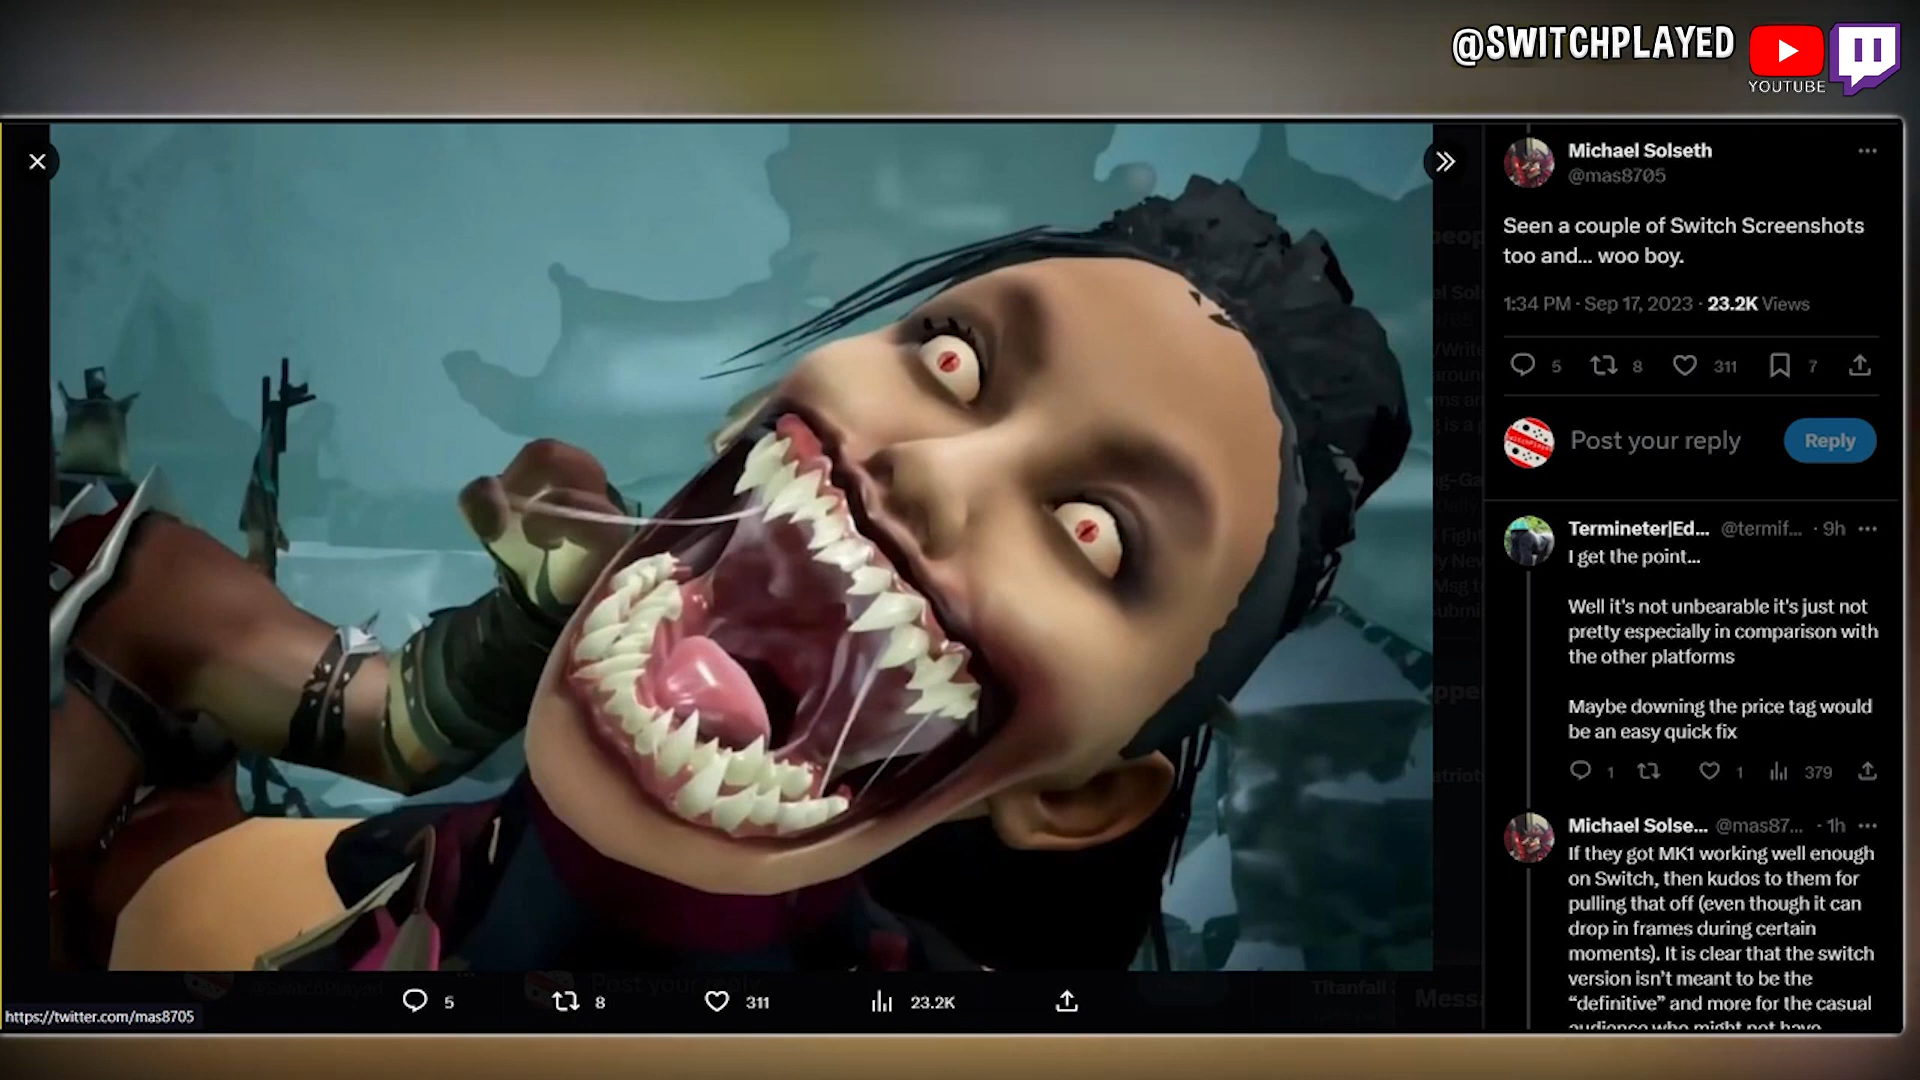 @SWITCHPLAYED
YOUTUBE
Michael Solseth
@mas8705
Seen a couple of Switch Screenshots
too and... woo boy.
1:34 PM · Sep 17, 2023 · 23.2K Views
5 8 311 7
Post your reply
Reply
Termineter|Ed... @termif... · 9h
I get the point...
Well it's not unbearable it's just not
pretty especially in comparison with
the other platforms
Maybe downing the price tag would
be an easy quick fix
1 1 379
Michael Solse... @mas87... · 1h
If they got MK1 working well enough
on Switch, then kudos to them for
pulling that off (even though it can
drop in frames during certain
moments). It is clear that the switch
version isn't meant to be the
“definitive” and more for the casual
audience who might not have
5 8 311 23.2K
https://twitter.com/mas8705